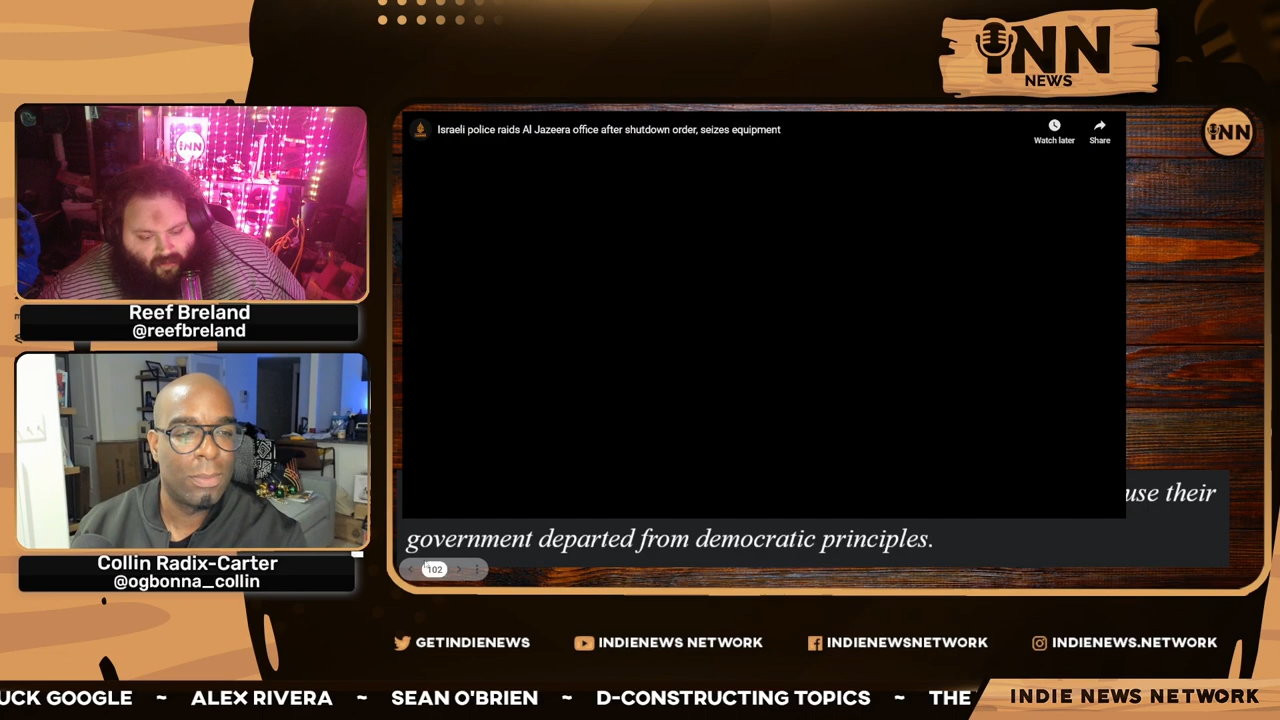 iNN
NEWS
iNN
Israeli police raids Al Jazeera office after shutdown order, seizes equipment
Watch later
Share
iNN
Reef Breland
@reefbreland
Collin Radix-Carter
@ogbonna_collin
use their
government departed from democratic principles.
102
GETINDIENEWS
INDIENEWS NETWORK
INDIENEWSNETWORK
INDIENEWS.NETWORK
UCK GOOGLE ~ ALEX RIVERA ~ SEAN O'BRIEN ~ D-CONSTRUCTING TOPICS ~ THE
INDIE NEWS NETWORK